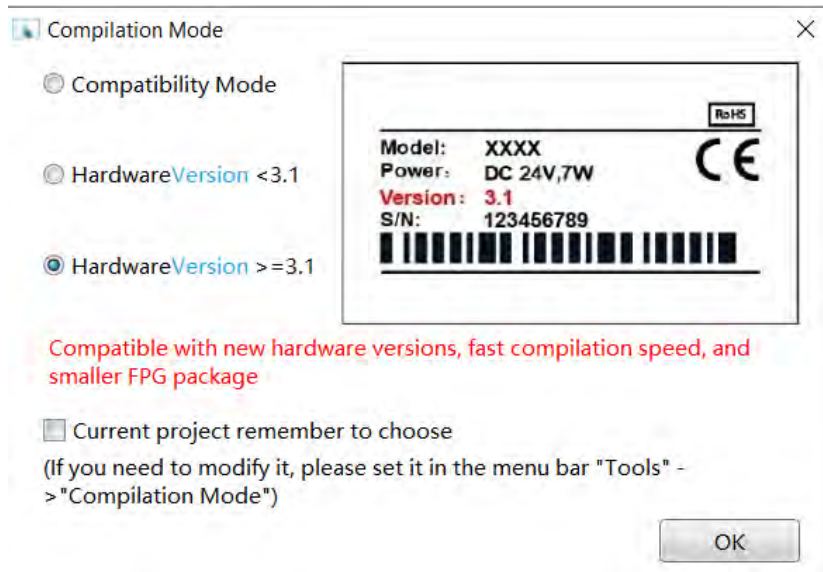 Compilation Mode
Compatibility Mode
HardwareVersion <3.1
HardwareVersion >=3.1
RoHS
CE
Model: XXXX
Power: DC 24V,7W
Version: 3.1
S/N: 123456789
Compatible with new hardware versions, fast compilation speed, and
smaller FPG package
Current project remember to choose
(If you need to modify it, please set it in the menu bar "Tools" -
>"Compilation Mode")
OK